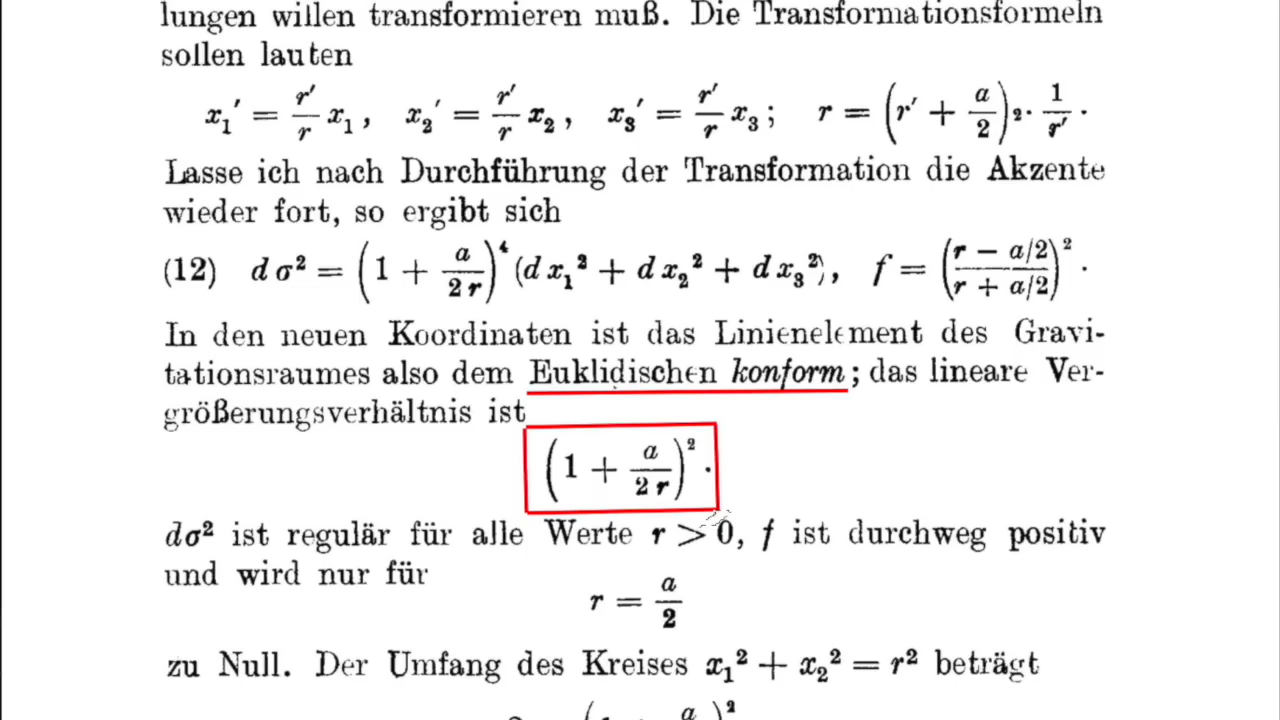 lungen willen transformieren muß. Die Transformationsformeln
sollen lauten
x₁′ = r′/r x₁, x₂′ = r′/r x₂, x₃′ = r′/r x₃; r = (r′ + a/2)₂· 1/r′ .
Lasse ich nach Durchführung der Transformation die Akzente
wieder fort, so ergibt sich
(12) dσ² = (1 + a/2r)⁴ (dx₁² + dx₂² + dx₃²), f = (r − a/2 / r + a/2)² .
In den neuen Koordinaten ist das Linienelement des Gravi-
tationsraumes also dem Euklidischen konform; das lineare Ver-
größerungsverhältnis ist
(1 + a/2r)² .
dσ² ist regulär für alle Werte r > 0, f ist durchweg positiv
und wird nur für
r = a/2
zu Null. Der Umfang des Kreises x₁² + x₂² = r² beträgt